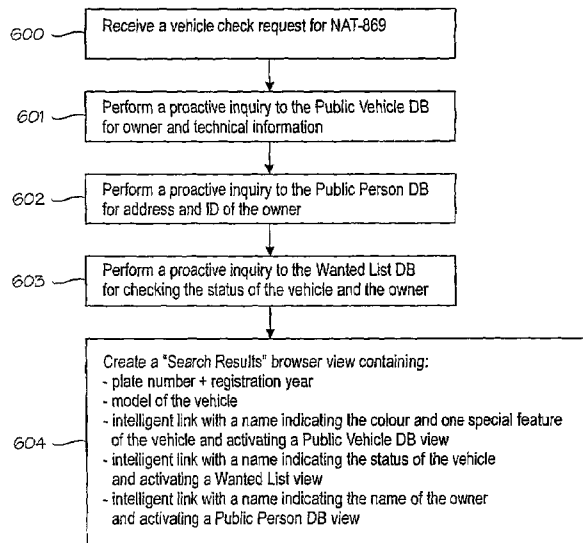 600
Receive a vehicle check request for NAT-869
601
Perform a proactive inquiry to the Public Vehicle DB
for owner and technical information
602
Perform a proactive inquiry to the Public Person DB
for address and ID of the owner
603
Perform a proactive inquiry to the Wanted List DB
for checking the status of the vehicle and the owner
604
Create a "Search Results" browser view containing:
- plate number + registration year
- model of the vehicle
- intelligent link with a name indicating the colour and one special feature
of the vehicle and activating a Public Vehicle DB view
- intelligent link with a name indicating the status of the vehicle
and activating a Wanted List view
- intelligent link with a name indicating the name of the owner
and activating a Public Person DB view